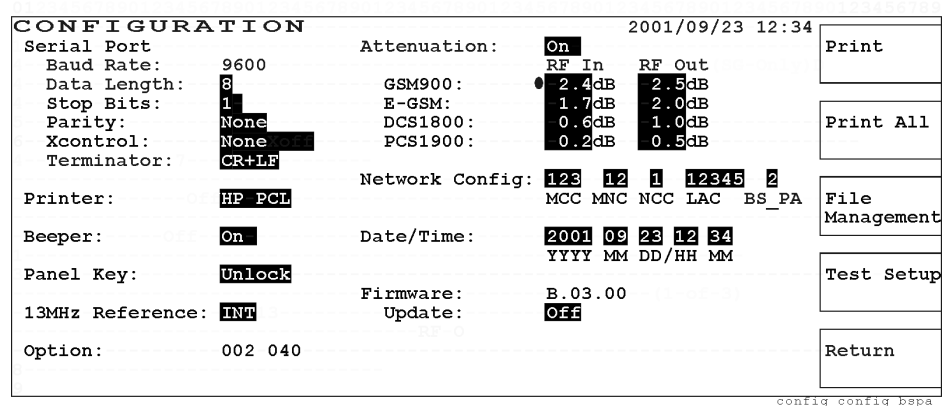 CONFIGURATION 2001/09/23 12:34
Serial Port Attenuation: On
Baud Rate: 9600 RF In RF Out
Data Length: 8 GSM900: -2.4dB -2.5dB
Stop Bits: 1 E-GSM: -1.7dB -2.0dB
Parity: None DCS1800: -0.6dB -1.0dB
Xcontrol: None PCS1900: -0.2dB -0.5dB
Terminator: CR+LF
Network Config: 123 12 1 12345 2
Printer: HP PCL MCC MNC NCC LAC BS_PA
Beeper: On Date/Time: 2001 09 23 12 34
YYYY MM DD/HH MM
Panel Key: Unlock
Firmware: B.03.00
13MHz Reference: INT Update: Off
Option: 002 040
Print
Print All
File
Management
Test Setup
Return
config config bspa